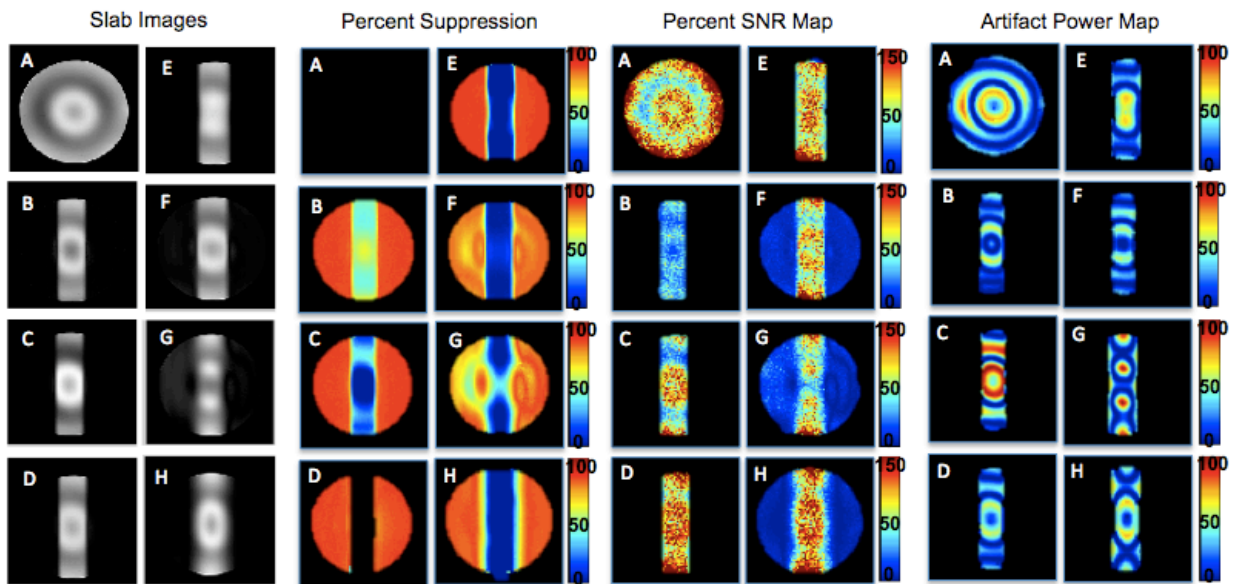 Slab Images Percent Suppression Percent SNR Map Artifact Power Map
A E A E 100 50 0 A E 150 50 0 A E 100 50 0
B F B F 100 50 0 B F 150 50 0 B F 100 50 0
C G C G 100 50 0 C G 150 50 0 C G 100 50 0
D H D H 100 50 0 D H 150 50 0 D H 100 50 0